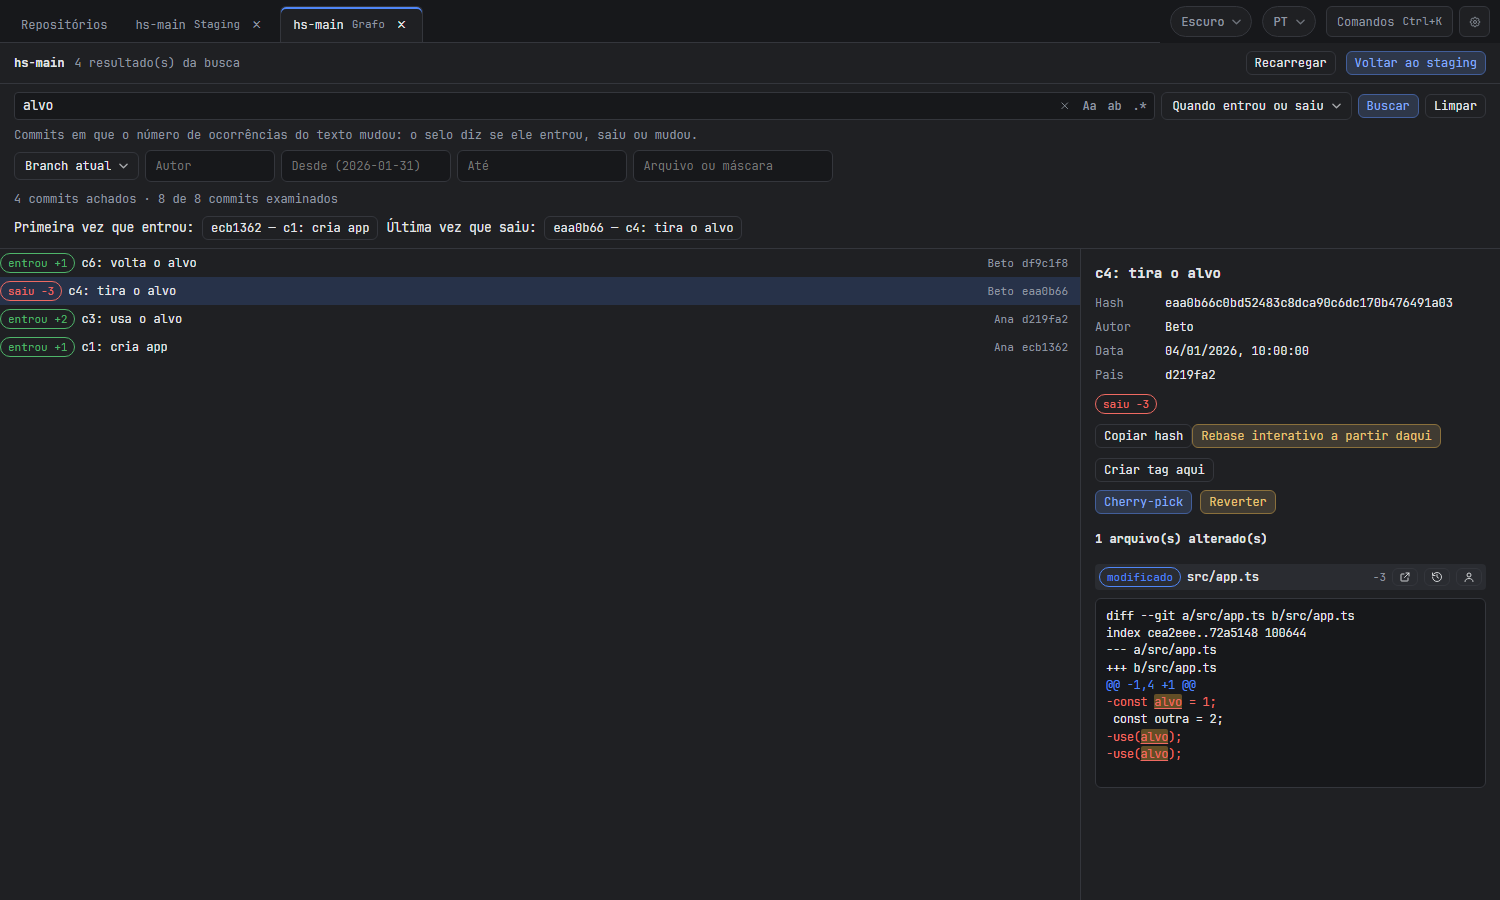 Repositórios hs-main Staging × hs-main Grafo × Escuro PT Comandos Ctrl+K
hs-main 4 resultado(s) da busca Recarregar Voltar ao staging
alvo × Aa ab .* Quando entrou ou saiu Buscar Limpar
Commits em que o número de ocorrências do texto mudou: o selo diz se ele entrou, saiu ou mudou.
Branch atual Autor Desde (2026-01-31) Até Arquivo ou máscara
4 commits achados · 8 de 8 commits examinados
Primeira vez que entrou: ecb1362 — c1: cria app Última vez que saiu: eaa0b66 — c4: tira o alvo
entrou +1 c6: volta o alvo Beto df9c1f8
saiu -3 c4: tira o alvo Beto eaa0b66
entrou +2 c3: usa o alvo Ana d219fa2
entrou +1 c1: cria app Ana ecb1362
c4: tira o alvo
Hash eaa0b66c0bd52483c8dca90c6dc170b476491a03
Autor Beto
Data 04/01/2026, 10:00:00
Pais d219fa2
saiu -3
Copiar hash Rebase interativo a partir daqui
Criar tag aqui
Cherry-pick Reverter
1 arquivo(s) alterado(s)
modificado src/app.ts -3
diff --git a/src/app.ts b/src/app.ts
index cea2eee..72a5148 100644
--- a/src/app.ts
+++ b/src/app.ts
@@ -1,4 +1 @@
-const alvo = 1;
 const outra = 2;
-use(alvo);
-use(alvo);